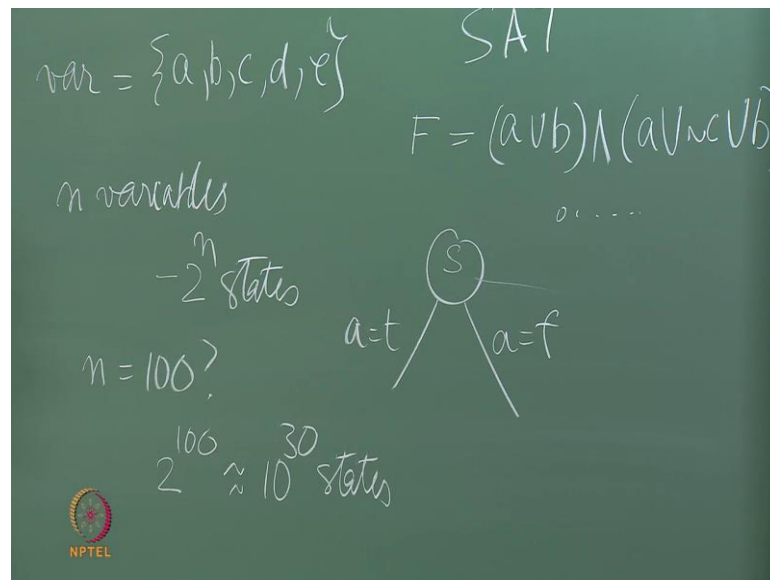 SAT
var = {a,b,c,d,e}
F = (a∪b)∧(a∪~c∪b
n variables
- 2^n states
S
a=t
a=f
n = 100?
2^100 ≈ 10^30 states
NPTEL